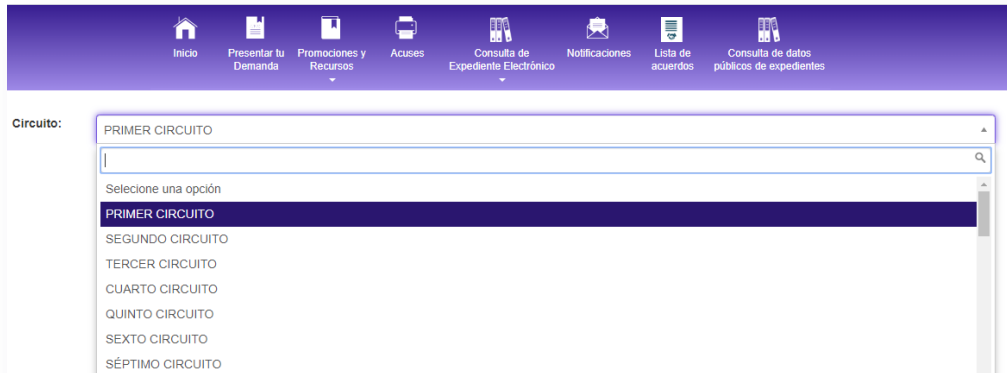 Inicio
Presentar tu
Demanda
Promociones y
Recursos
Acuses
Consulta de
Expediente Electrónico
Notificaciones
Lista de
acuerdos
Consulta de datos
públicos de expedientes
Circuito:
PRIMER CIRCUITO
Selecione una opción
PRIMER CIRCUITO
SEGUNDO CIRCUITO
TERCER CIRCUITO
CUARTO CIRCUITO
QUINTO CIRCUITO
SEXTO CIRCUITO
SÉPTIMO CIRCUITO